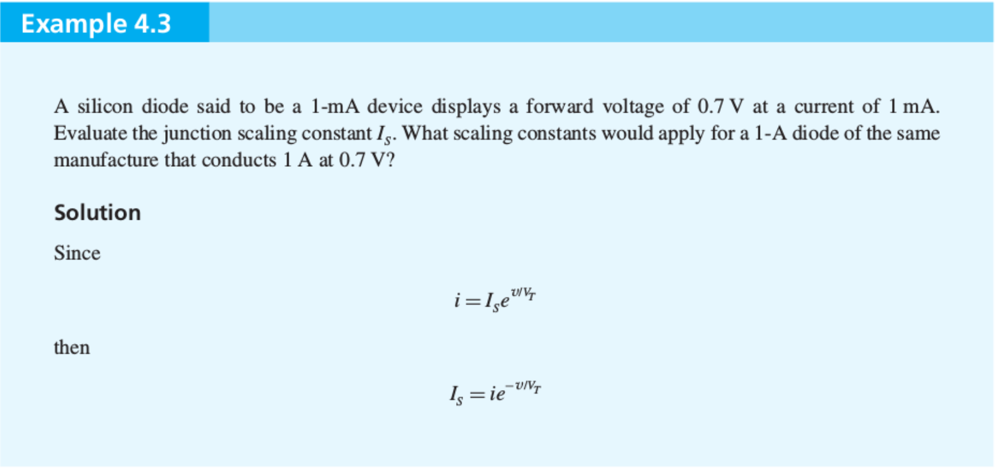 Example 4.3
A silicon diode said to be a 1-mA device displays a forward voltage of 0.7 V at a current of 1 mA.
Evaluate the junction scaling constant I_S. What scaling constants would apply for a 1-A diode of the same
manufacture that conducts 1 A at 0.7 V?
Solution
Since
i = I_S e^{v/V_T}
then
I_S = ie^{-v/V_T}